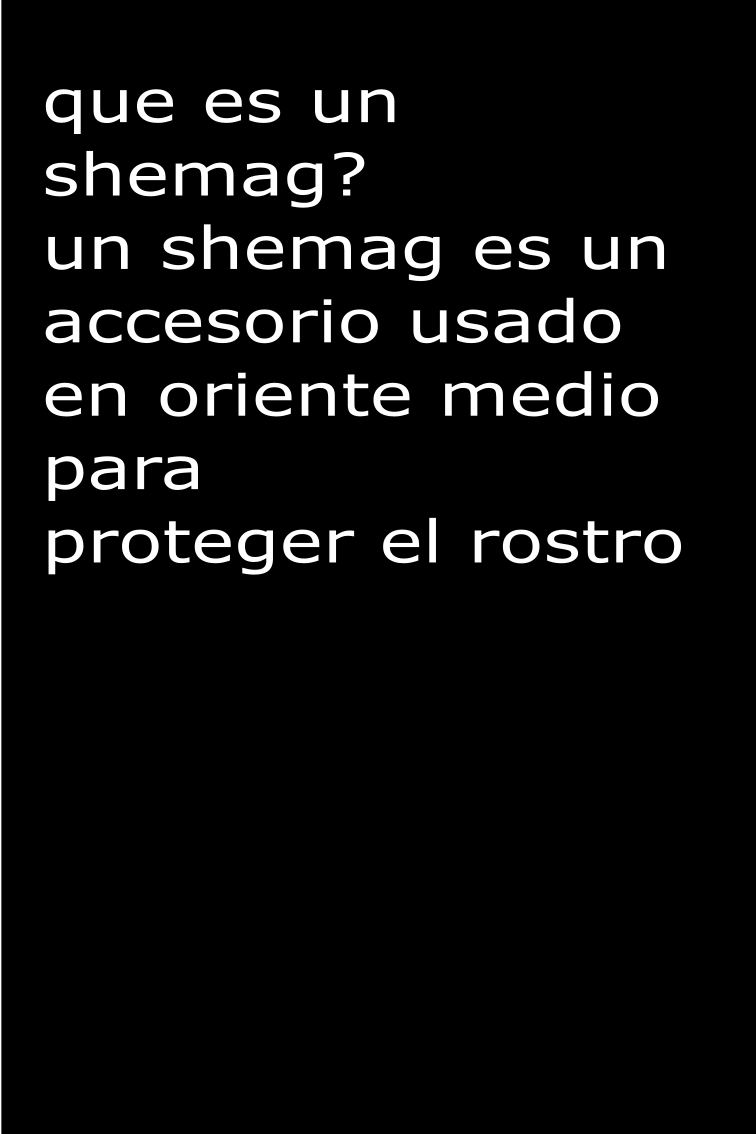 que es un
shemag?
un shemag es un
accesorio usado
en oriente medio
para
proteger el rostro